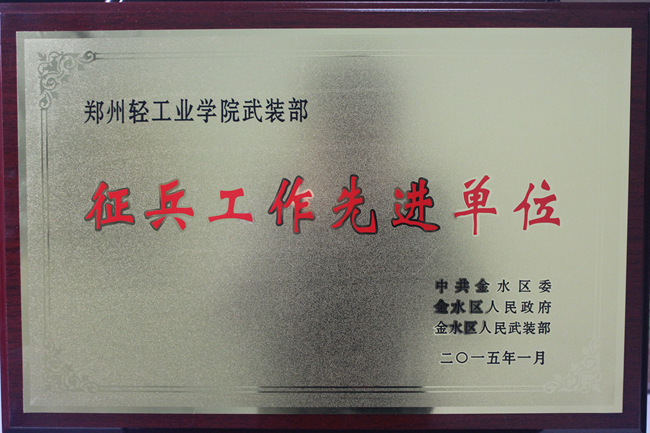 郑州轻工业学院武装部
征兵工作先进单位
中共金水区委
金水区人民政府
金水区人民武装部
二〇一五年一月